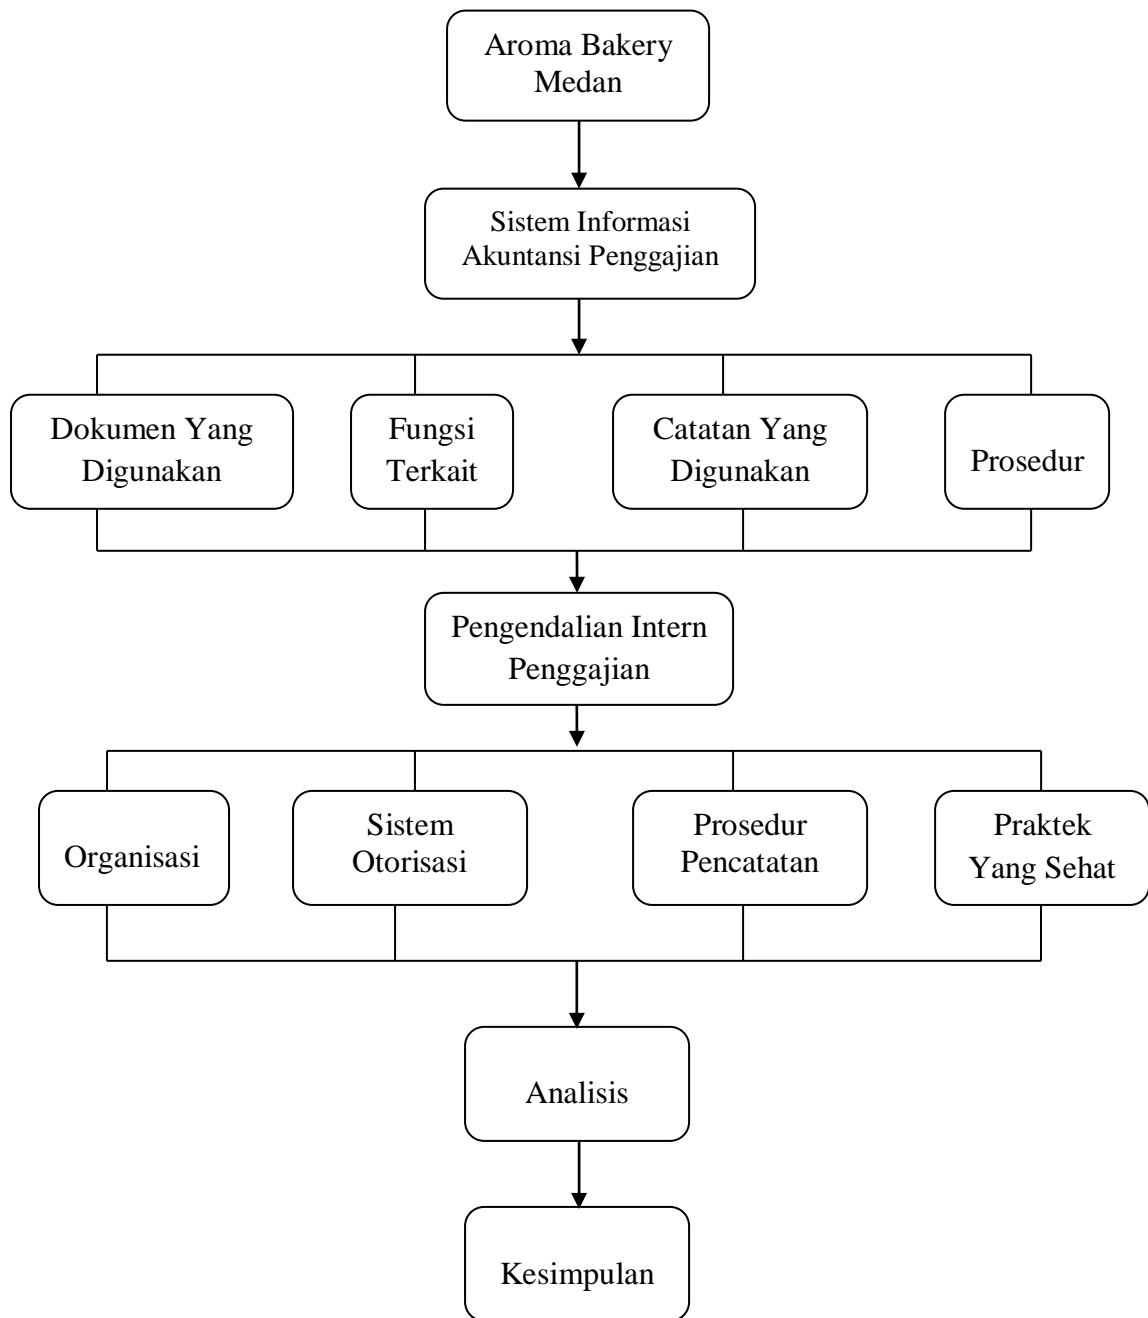 Aroma Bakery
Medan
Sistem Informasi
Akuntansi Penggajian
Dokumen Yang
Digunakan
Fungsi
Terkait
Catatan Yang
Digunakan
Prosedur
Pengendalian Intern
Penggajian
Organisasi
Sistem
Otorisasi
Prosedur
Pencatatan
Praktek
Yang Sehat
Analisis
Kesimpulan